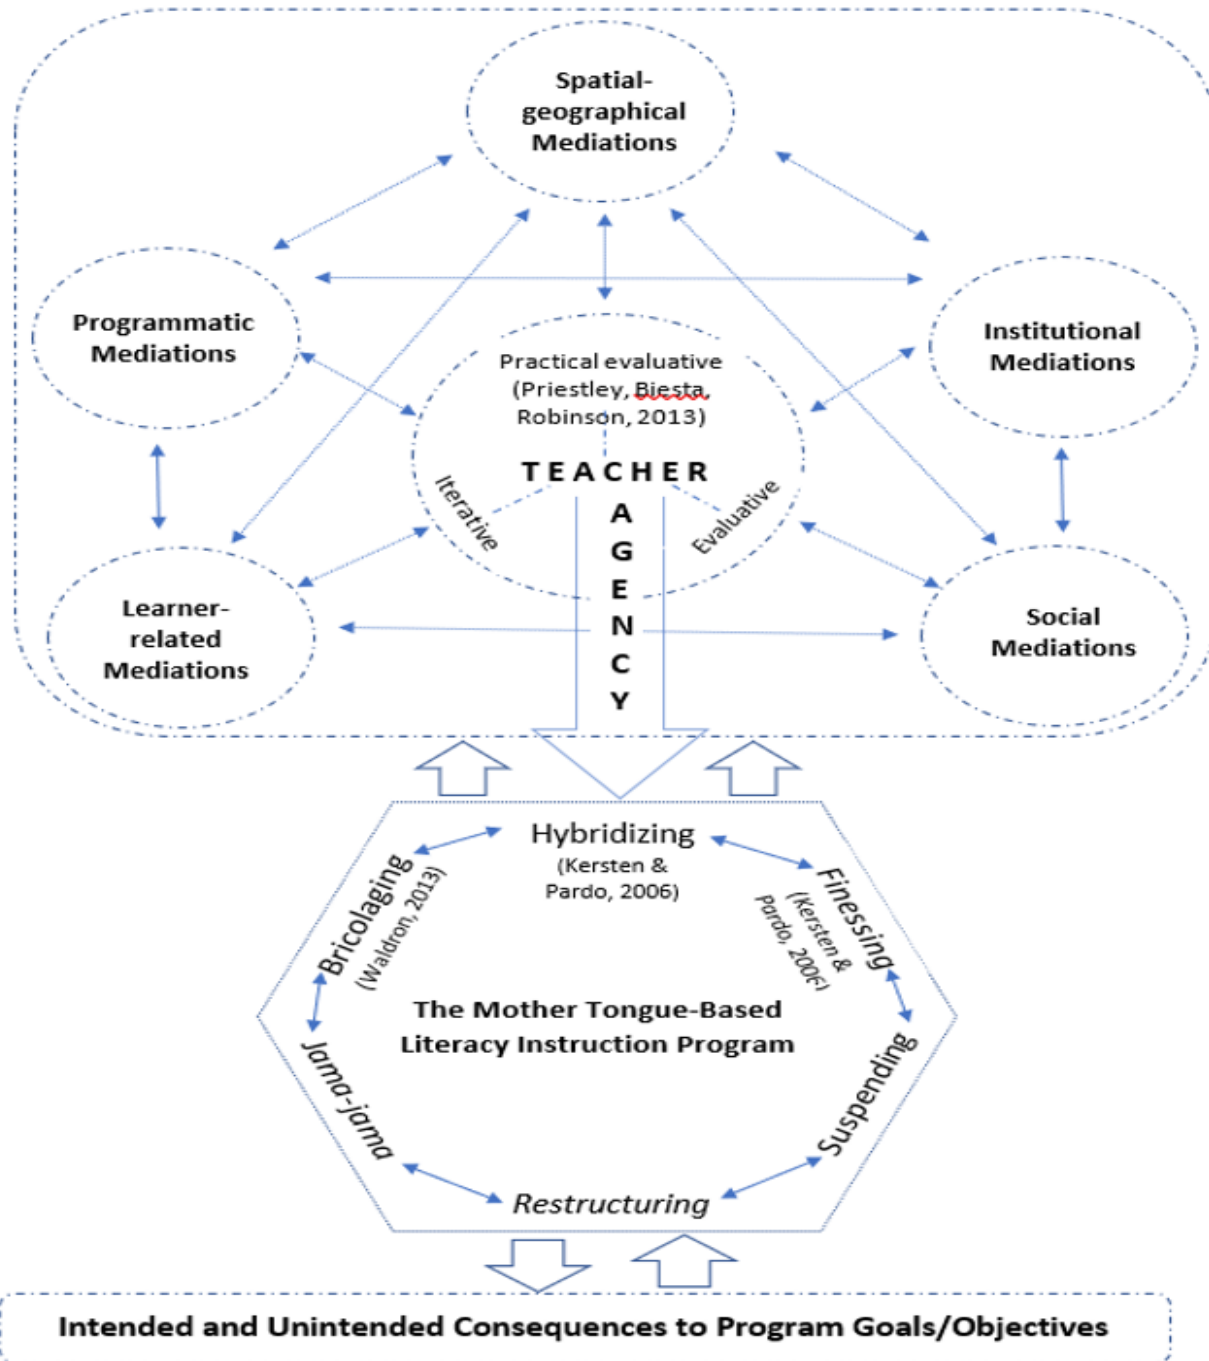 Spatial-
geographical
Mediations
Programmatic
Mediations
Institutional
Mediations
Practical evaluative
(Priestley, Biesta,
Robinson, 2013)
TEACHER
AGENCY
Iterative
Evaluative
Learner-
related
Mediations
Social
Mediations
Hybridizing
(Kersten &
Pardo, 2006)
Bricolaging
(Waldron, 2013)
Finessing
(Kersten &
Pardo, 2006)
The Mother Tongue-Based
Literacy Instruction Program
Jama-jama
Suspending
Restructuring
Intended and Unintended Consequences to Program Goals/Objectives